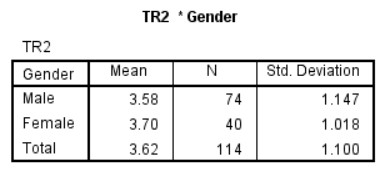 TR2 * Gender
TR2
Gender Mean N Std. Deviation
Male 3.58 74 1.147
Female 3.70 40 1.018
Total 3.62 114 1.100